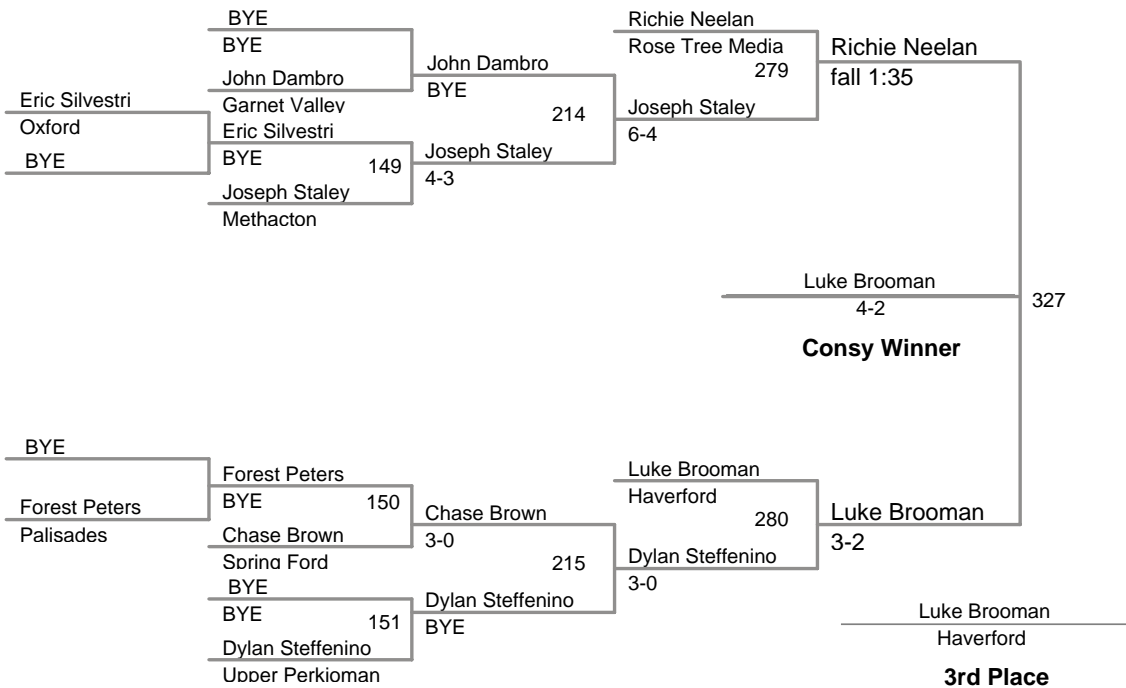 BYE
BYE
John Dambro
Garnet Valley
Eric Silvestri
Oxford
BYE
Eric Silvestri
BYE
149
Joseph Staley
Methacton
John Dambro
BYE
214
Joseph Staley
4-3
Richie Neelan
Rose Tree Media
279
Joseph Staley
6-4
Richie Neelan
fall 1:35
Luke Brooman
4-2
327
Consy Winner
BYE
Forest Peters
Palisades
Forest Peters
BYE
150
Chase Brown
Spring Ford
BYE
BYE
151
Dylan Steffenino
Upper Perkioman
Chase Brown
3-0
215
Dylan Steffenino
BYE
Luke Brooman
Haverford
280
Dylan Steffenino
3-0
Luke Brooman
3-2
Luke Brooman
Haverford
3rd Place